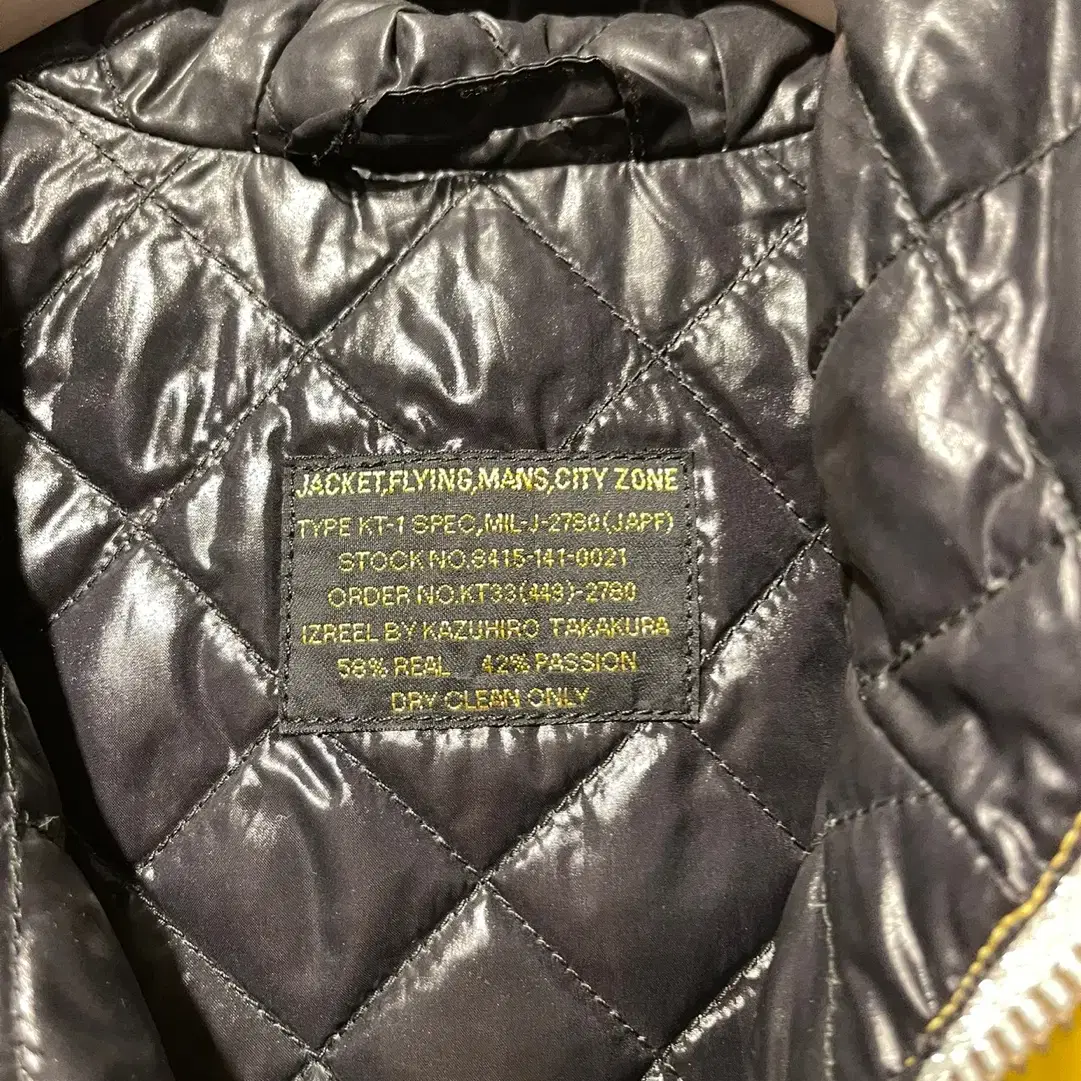 JACKET,FLYING,MANS,CITY ZONE
TYPE KT-1 SPEC,MIL-J-2780(JAPF)
STOCK NO.8415-141-0021
ORDER NO.KT33(449)-2780
IZREEL BY KAZUHIRO TAKAKURA
58% REAL 42% PASSION
DRY CLEAN ONLY